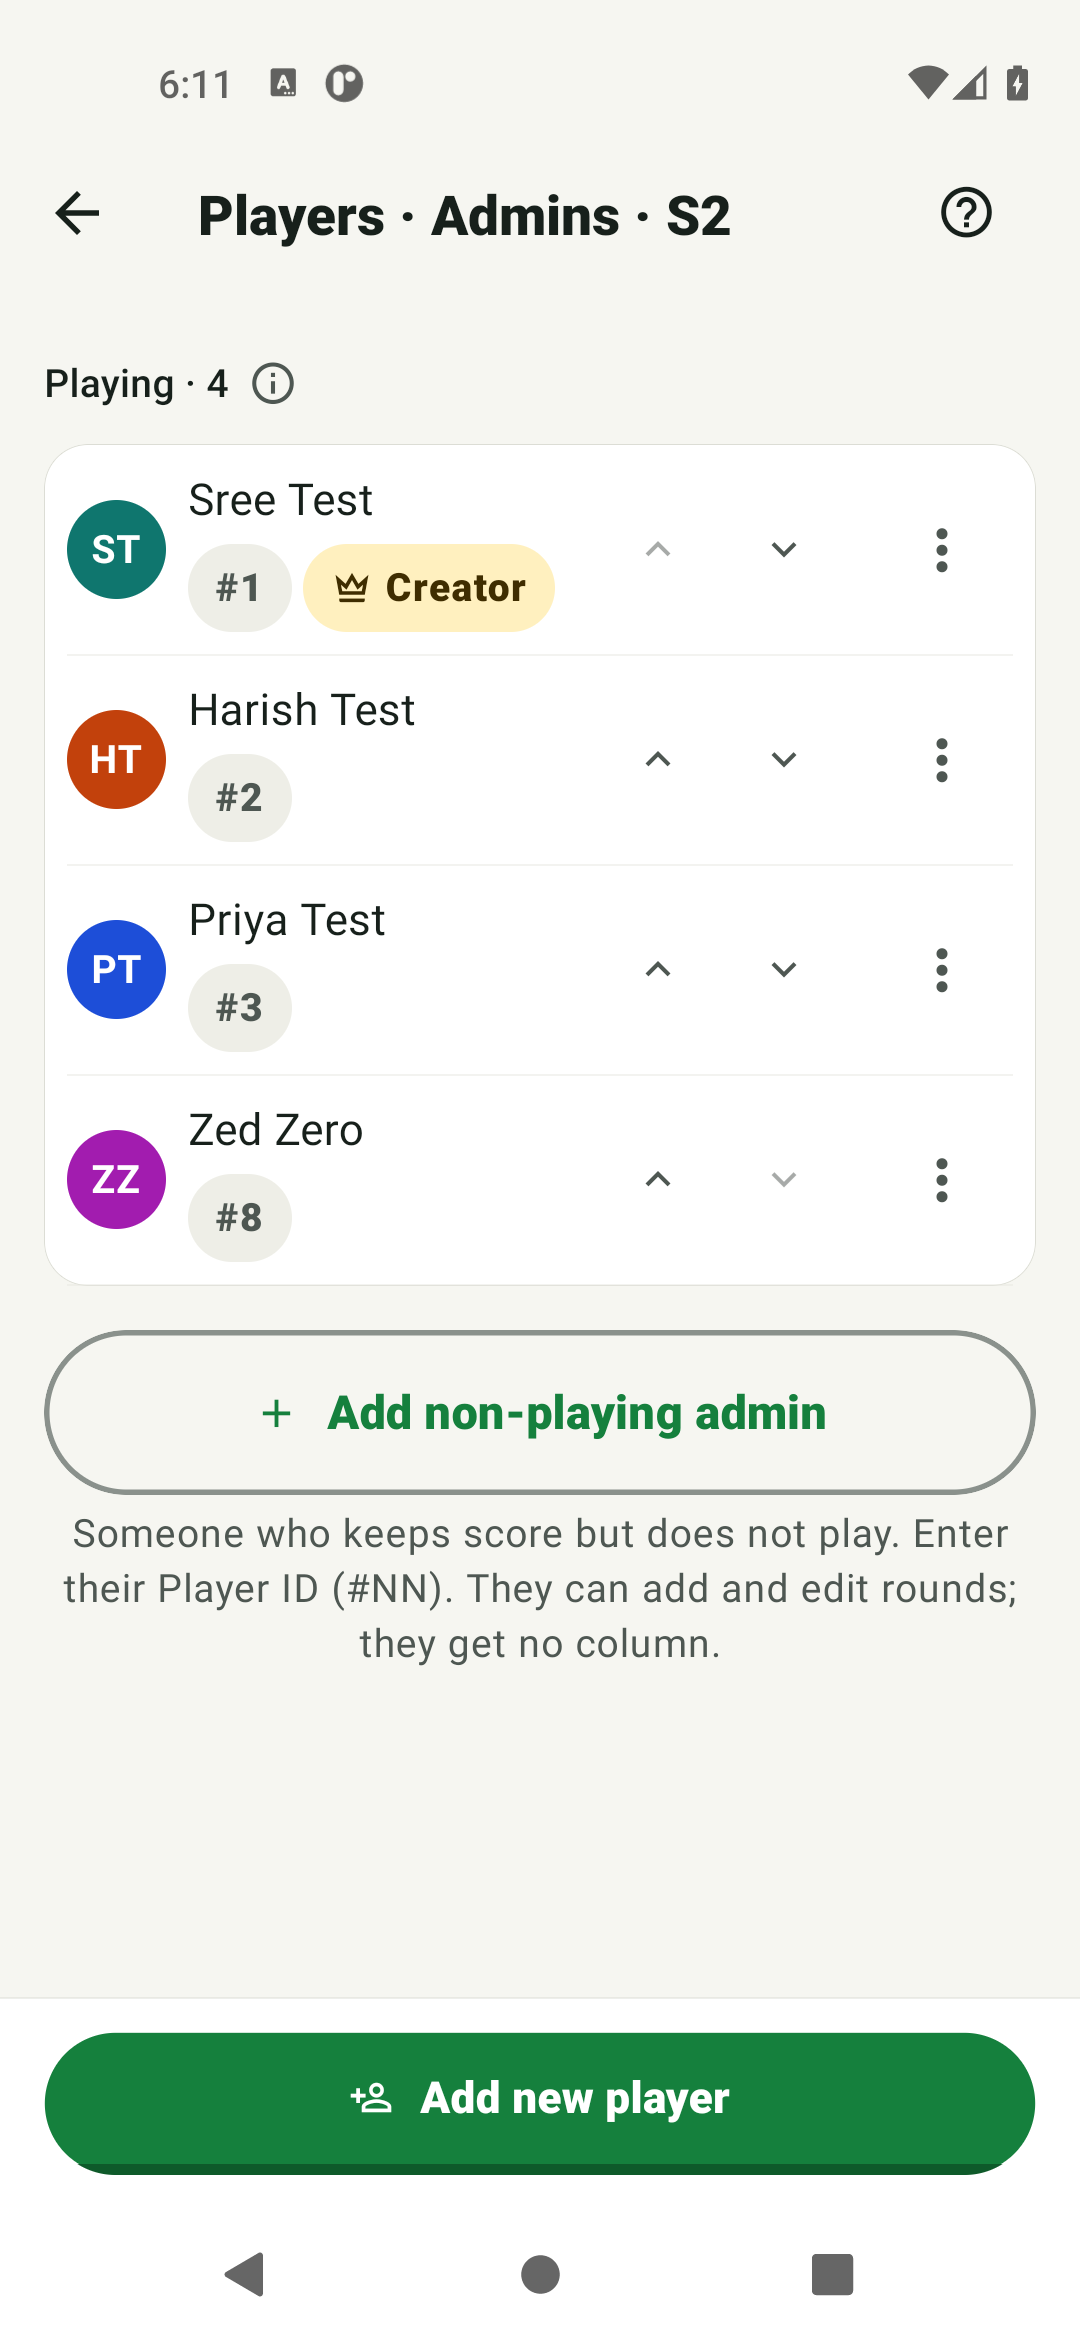 6:11
Players · Admins · S2
Playing · 4
ST
Sree Test
#1
Creator
HT
Harish Test
#2
PT
Priya Test
#3
ZZ
Zed Zero
#8
+ Add non-playing admin
Someone who keeps score but does not play. Enter
their Player ID (#NN). They can add and edit rounds;
they get no column.
Add new player